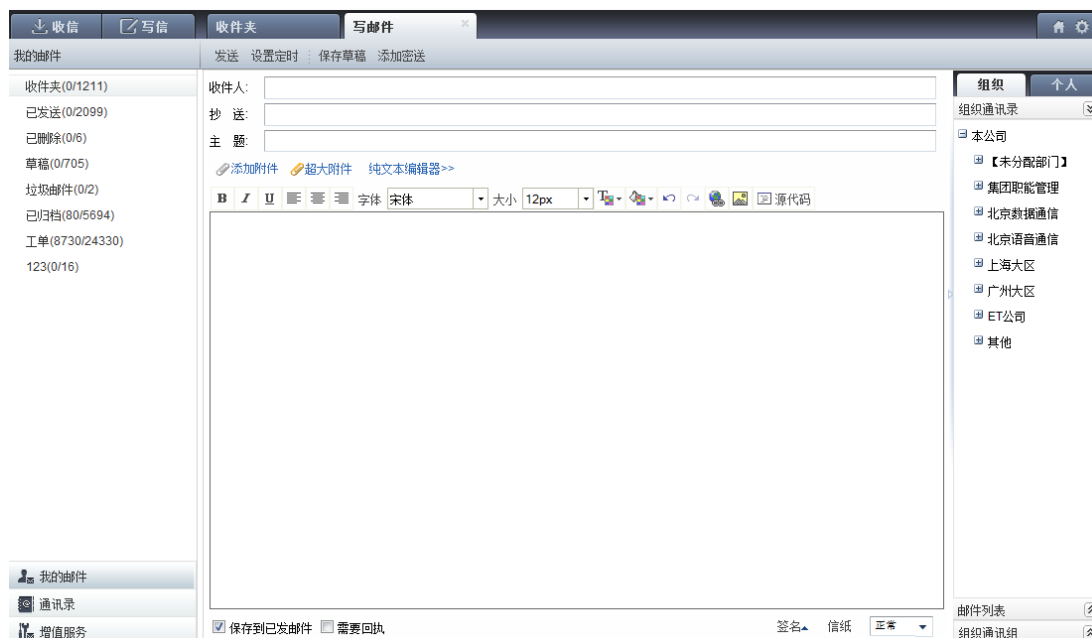 收信 写信 收件夹 写邮件
我的邮件 发送 设置定时 保存草稿 添加密送
收件夹(0/1211)
已发送(0/2099)
已删除(0/6)
草稿(0/705)
垃圾邮件(0/2)
已归档(80/5694)
工单(8730/24330)
123(0/16)
我的邮件
通讯录
增值服务
收件人:
抄 送:
主 题:
添加附件 超大附件 纯文本编辑器>>
B I U 字体 宋体 大小 12px 源代码
保存到已发邮件 需要回执 签名 信纸 正常
组织 个人
组织通讯录
本公司
【未分配部门】
集团职能管理
北京数据通信
北京语音通信
上海大区
广州大区
ET公司
其他
邮件列表
组织通讯组